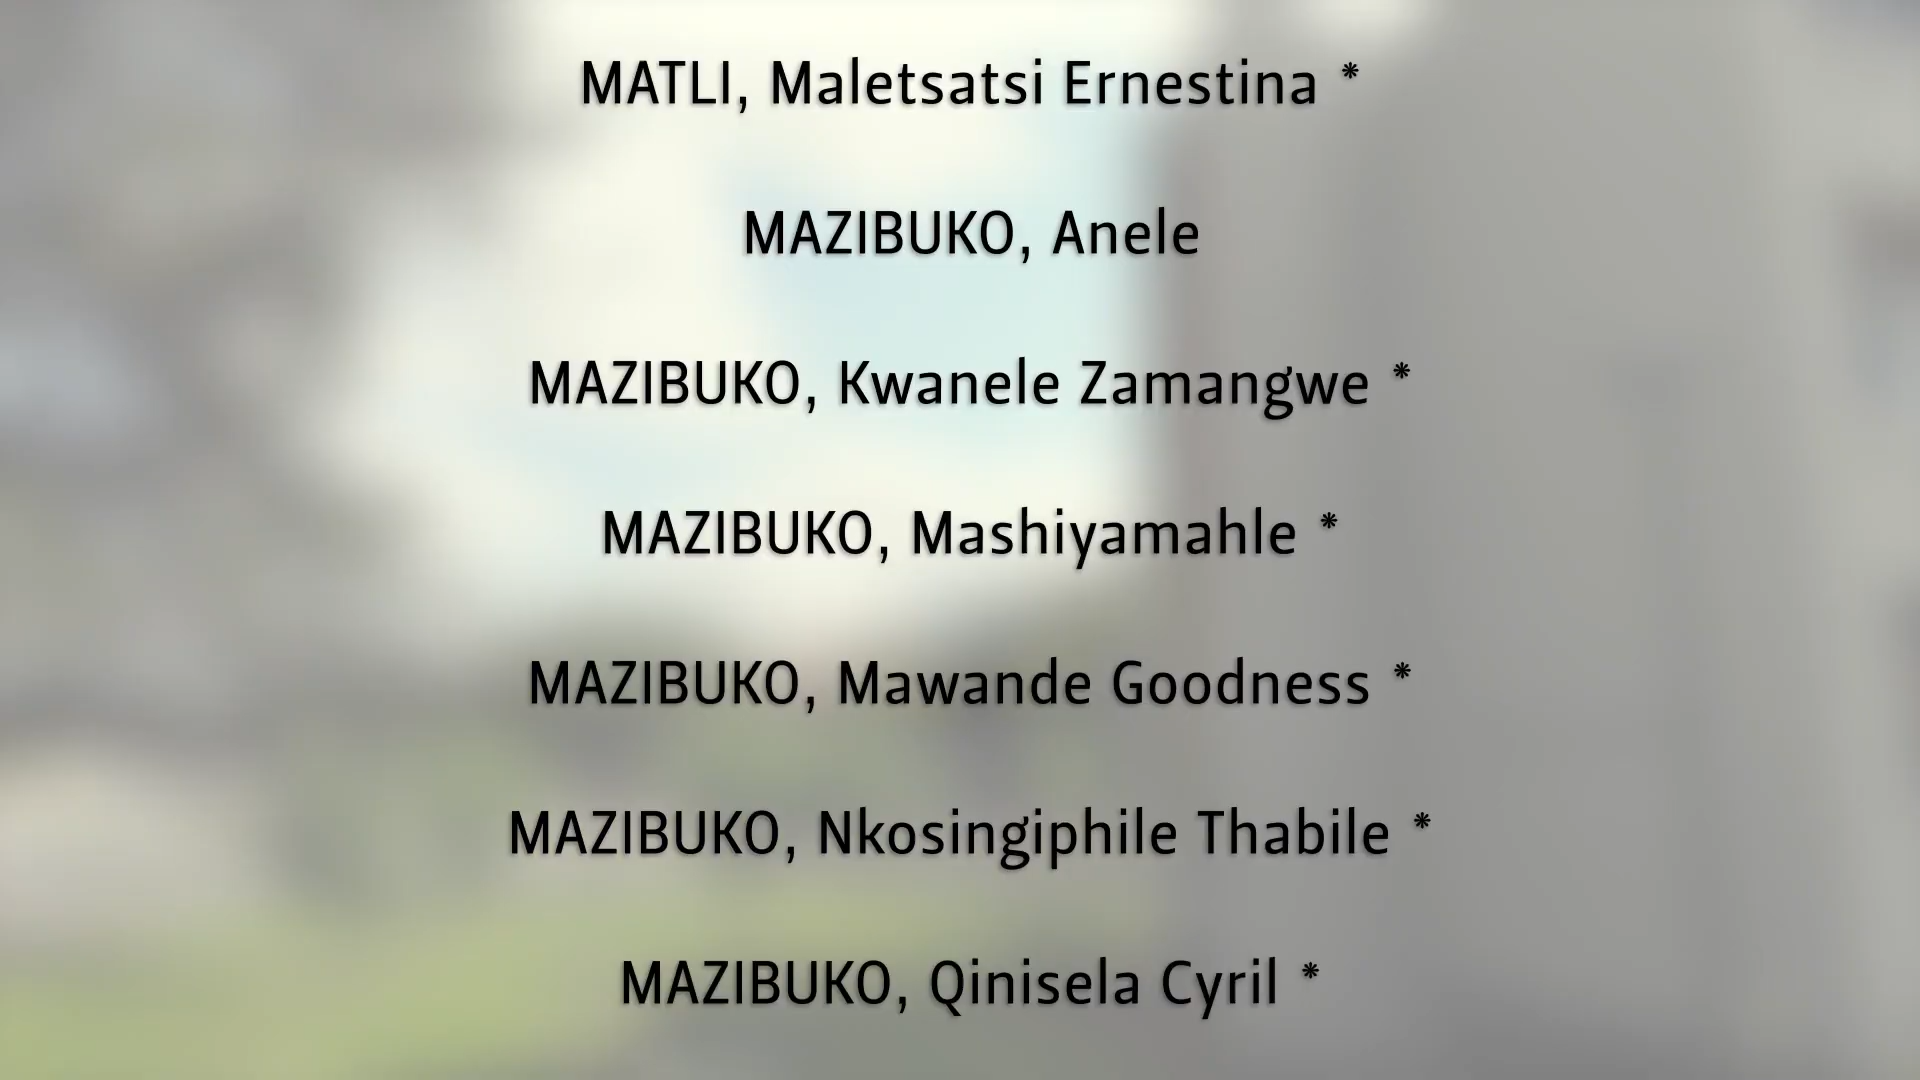 MATLI, Maletsatsi Ernestina *
MAZIBUKO, Anele
MAZIBUKO, Kwanele Zamangwe *
MAZIBUKO, Mashiyamahle *
MAZIBUKO, Mawande Goodness *
MAZIBUKO, Nkosingiphile Thabile *
MAZIBUKO, Qinisela Cyril *